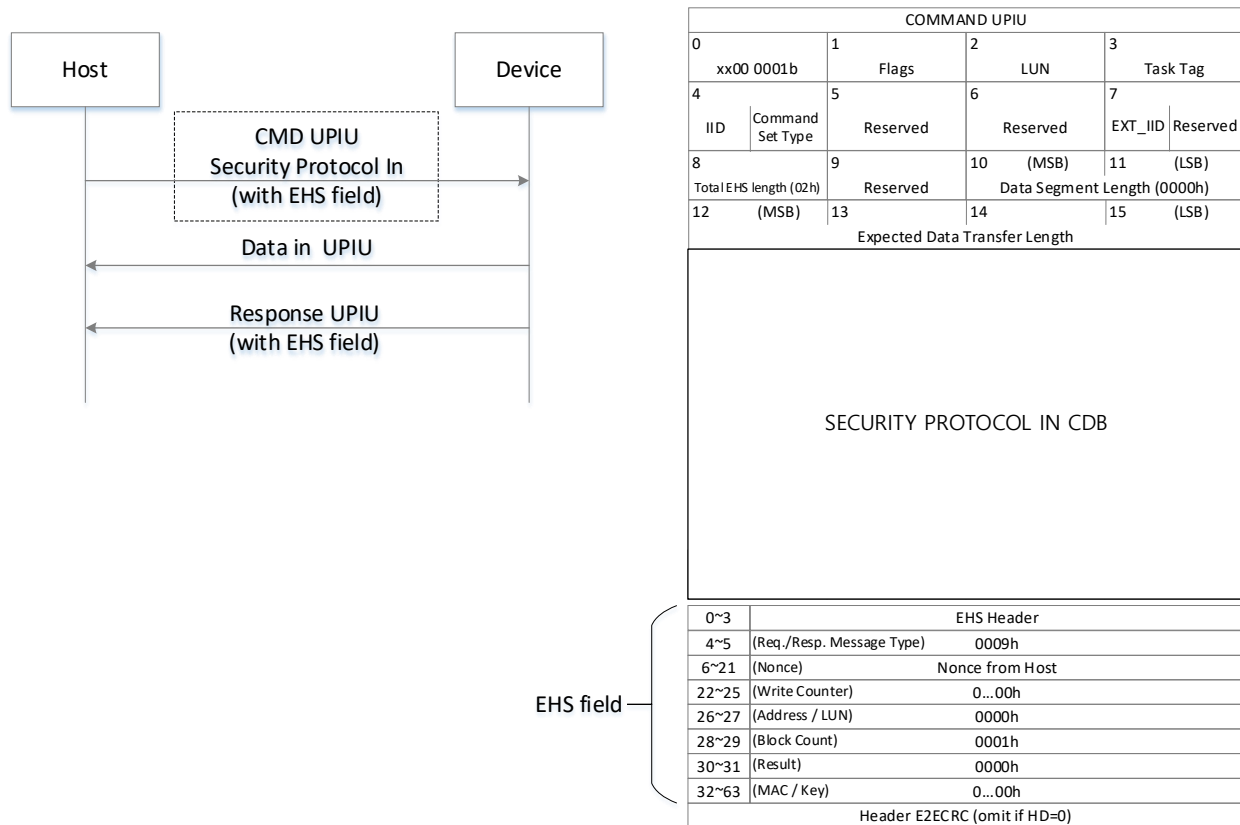 Host
Device
CMD UPIU
Security Protocol In
(with EHS field)
Data in UPIU
Response UPIU
(with EHS field)
COMMAND UPIU
0 1 2 3
xx00 0001b Flags LUN Task Tag
4 5 6 7
IID Command Set Type Reserved Reserved EXT_IID Reserved
8 9 10 (MSB) 11 (LSB)
Total EHS length (02h) Reserved Data Segment Length (0000h)
12 (MSB) 13 14 15 (LSB)
Expected Data Transfer Length
SECURITY PROTOCOL IN CDB
EHS field
0~3 EHS Header
4~5 (Req./Resp. Message Type) 0009h
6~21 (Nonce) Nonce from Host
22~25 (Write Counter) 0...00h
26~27 (Address / LUN) 0000h
28~29 (Block Count) 0001h
30~31 (Result) 0000h
32~63 (MAC / Key) 0...00h
Header E2ECRC (omit if HD=0)